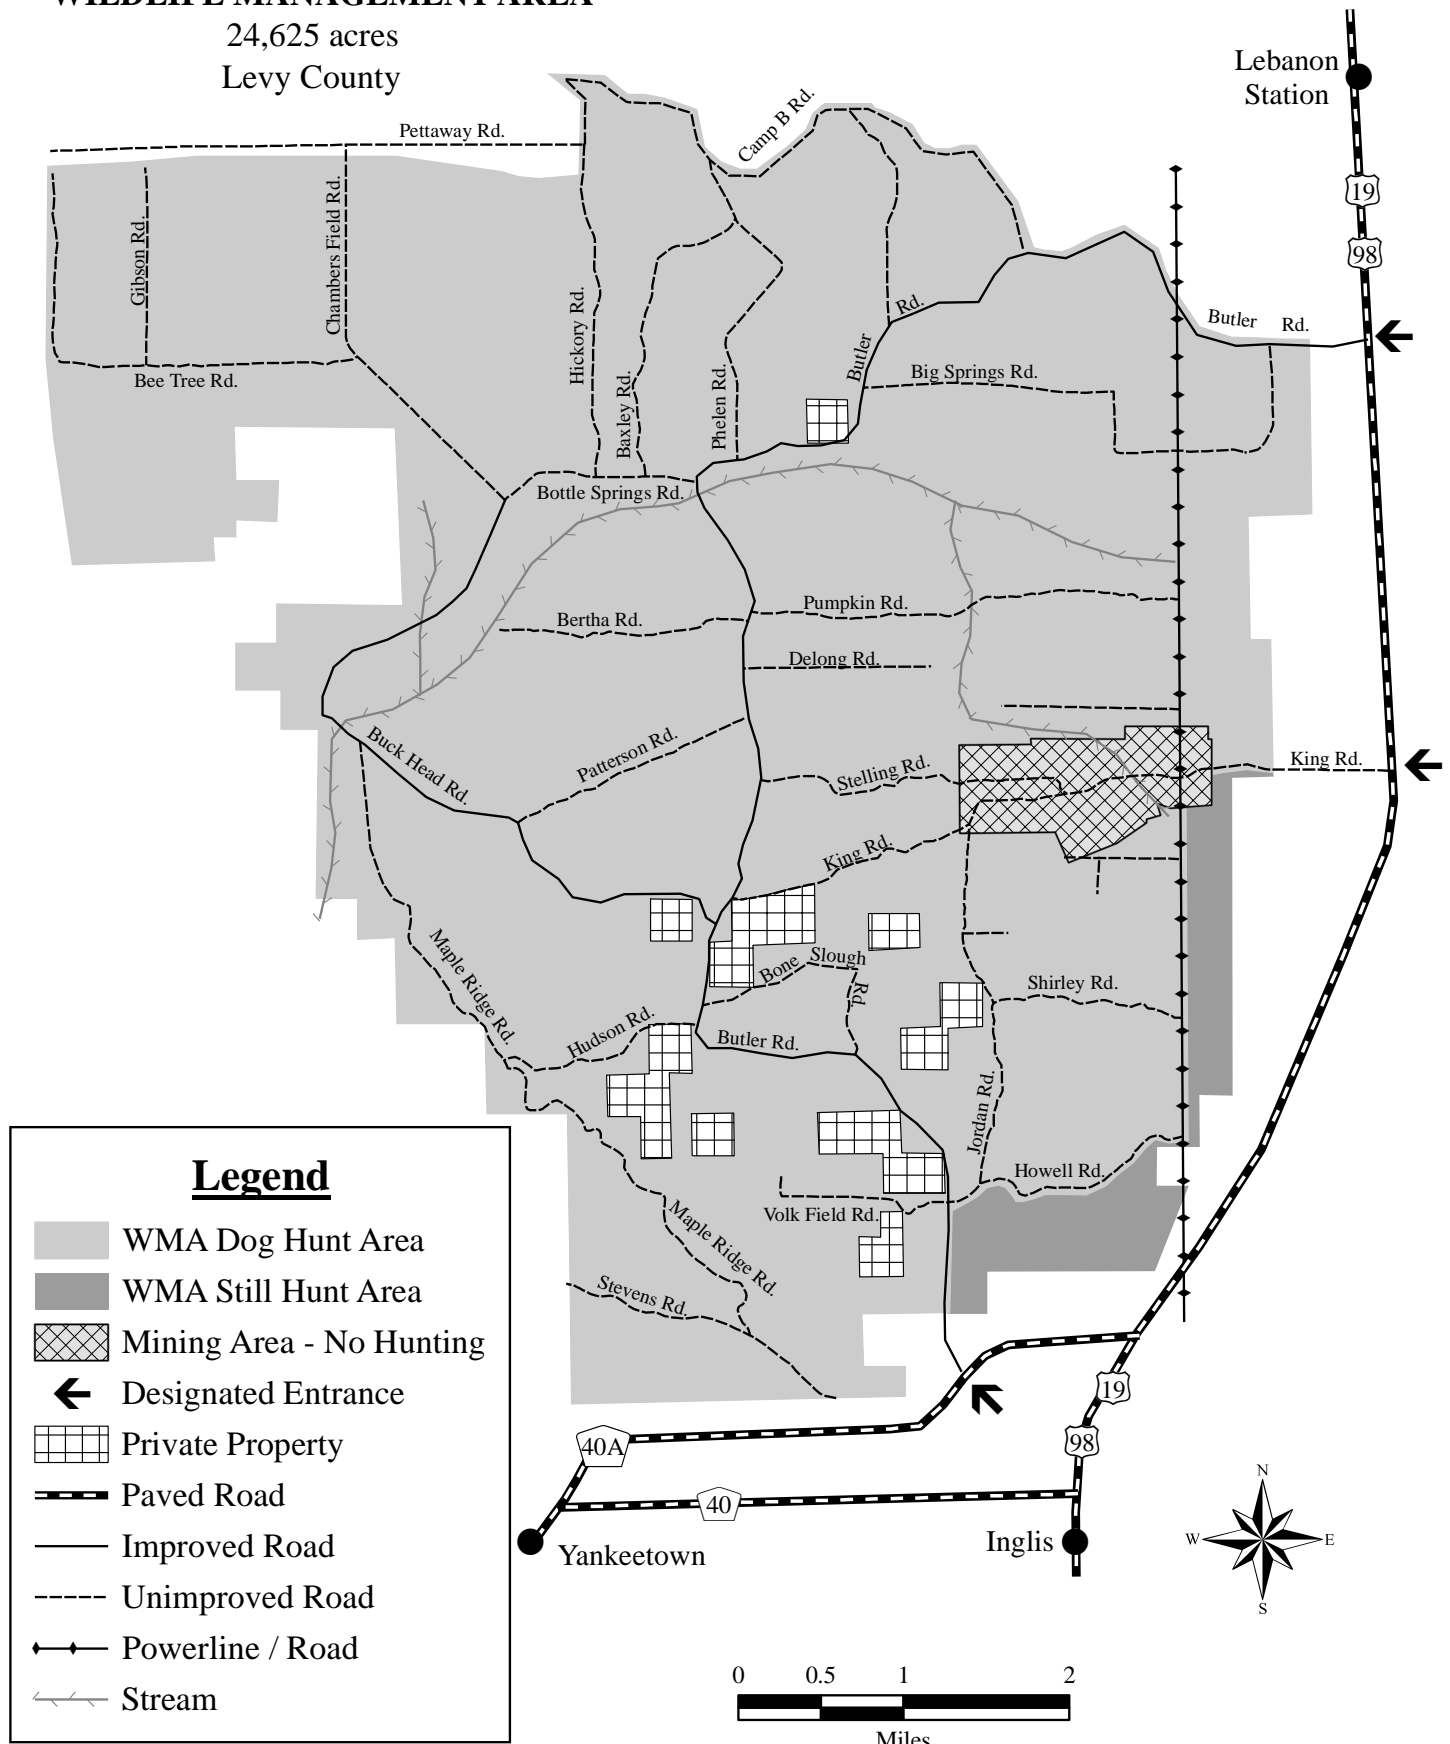 WILDLIFE MANAGEMENT AREA
24,625 acres
Levy County
Lebanon
Station
Pettaway Rd.
Camp B Rd.
19
98
Gibson Rd.
Chambers Field Rd.
Hickory Rd.
Baxley Rd.
Phelen Rd.
Butler
Rd.
Butler Rd.
Bee Tree Rd.
Big Springs Rd.
Bottle Springs Rd.
Bertha Rd.
Pumpkin Rd.
Delong Rd.
Buck Head Rd.
Patterson Rd.
Stelling Rd.
King Rd.
King Rd.
Maple Ridge Rd.
Bone Slough
Rd.
Shirley Rd.
Hudson Rd.
Butler Rd.
Jordan Rd.
Howell Rd.
Volk Field Rd.
Maple Ridge Rd.
Stevens Rd.
19
98
40A
40
Yankeetown
Inglis
N
W
E
S
Legend
WMA Dog Hunt Area
WMA Still Hunt Area
Mining Area - No Hunting
Designated Entrance
Private Property
Paved Road
Improved Road
Unimproved Road
Powerline / Road
Stream
0 0.5 1 2
Miles